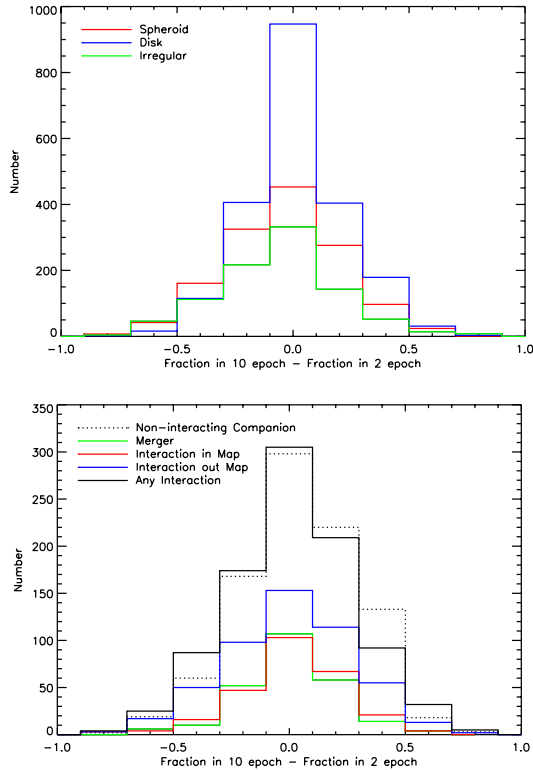 1000
800
600
400
200
0
Number
Spheroid
Disk
Irregular
-1.0 -0.5 0.0 0.5 1.0
Fraction in 10 epoch - Fraction in 2 epoch
350
300
250
200
150
100
50
0
Number
Non-interacting Companion
Merger
Interaction in Map
Interaction out Map
Any Interaction
-1.0 -0.5 0.0 0.5 1.0
Fraction in 10 epoch - Fraction in 2 epoch